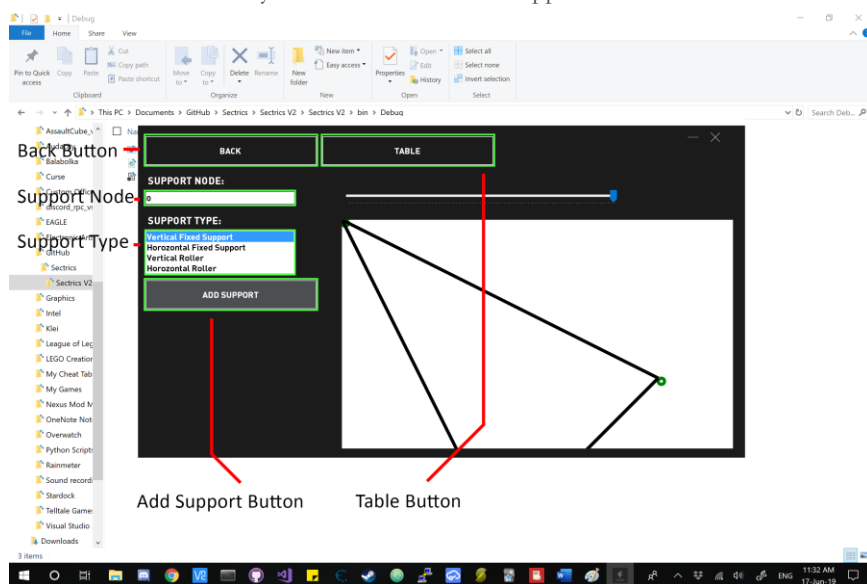 Debug
File Home Share View
Pin to Quick access
Copy
Paste
Cut
Copy path
Paste shortcut
Move to
Copy to
Delete
Rename
New folder
New item
Easy access
Properties
Open
Edit
History
Select all
Select none
Invert selection
Clipboard Organize New Open Select
This PC > Documents > GitHub > Sectrics > Sectrics V2 > Sectrics V2 > bin > Debug
Search Deb...
AssaultCube_v
Balabolka
Curse
Custom Office
discord_rpc_vs
EAGLE
GitHub
Sectrics
Sectrics V2
Graphics
Intel
Klei
League of Leg
LEGO Creation
My Cheat Tab
My Games
Nexus Mod M
OneNote Not
Overwatch
Python Scripts
Rainmeter
Sound recordi
Stardock
Telltale Game
Visual Studio
Downloads
3 items
Back Button
Support Node
Support Type
BACK
TABLE
SUPPORT NODE:
0
SUPPORT TYPE:
Vertical Fixed Support
Horozontal Fixed Support
Vertical Roller
Horozontal Roller
ADD SUPPORT
Add Support Button
Table Button
ENG
11:32 AM
17-Jun-19